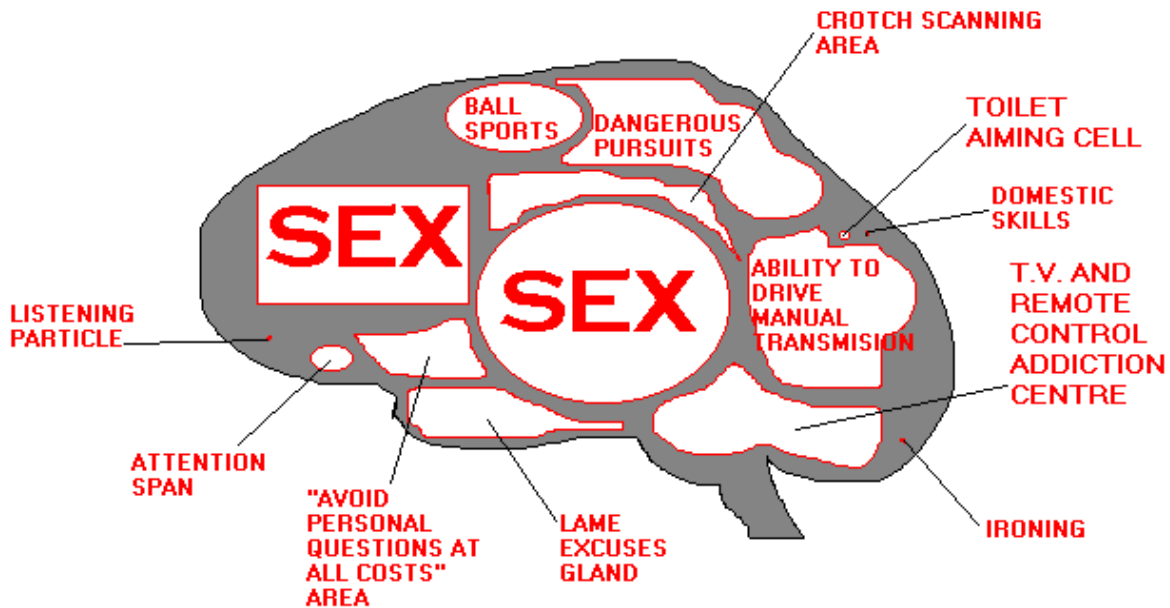 CROTCH SCANNING
AREA
BALL
SPORTS
DANGEROUS
PURSUITS
TOILET
AIMING CELL
DOMESTIC
SKILLS
SEX
SEX
ABILITY TO
DRIVE
MANUAL
TRANSMISION
T.V. AND
REMOTE
CONTROL
ADDICTION
CENTRE
LISTENING
PARTICLE
ATTENTION
SPAN
"AVOID
PERSONAL
QUESTIONS AT
ALL COSTS"
AREA
LAME
EXCUSES
GLAND
IRONING